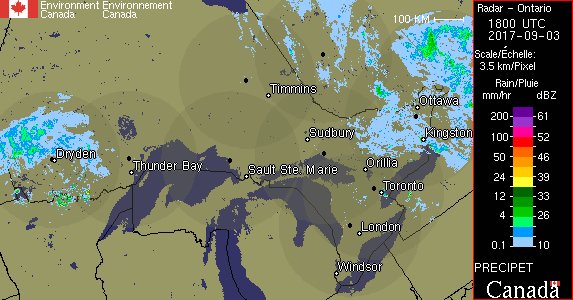 Environment Environnement
Canada Canada
100 KM
Timmins
Ottawa
Sudbury
Kingston
Dryden
Thunder Bay
Sault Ste. Marie
Orillia
Toronto
London
Windsor
Radar - Ontario
1800 UTC
2017-09-03
Scale/Échelle:
3.5 km/Pixel
Rain/Pluie
mm/hr dBZ
200 61
100 56
50 52
50 46
24 39
12 33
4 26
0.1 10
PRECIPET
Canada